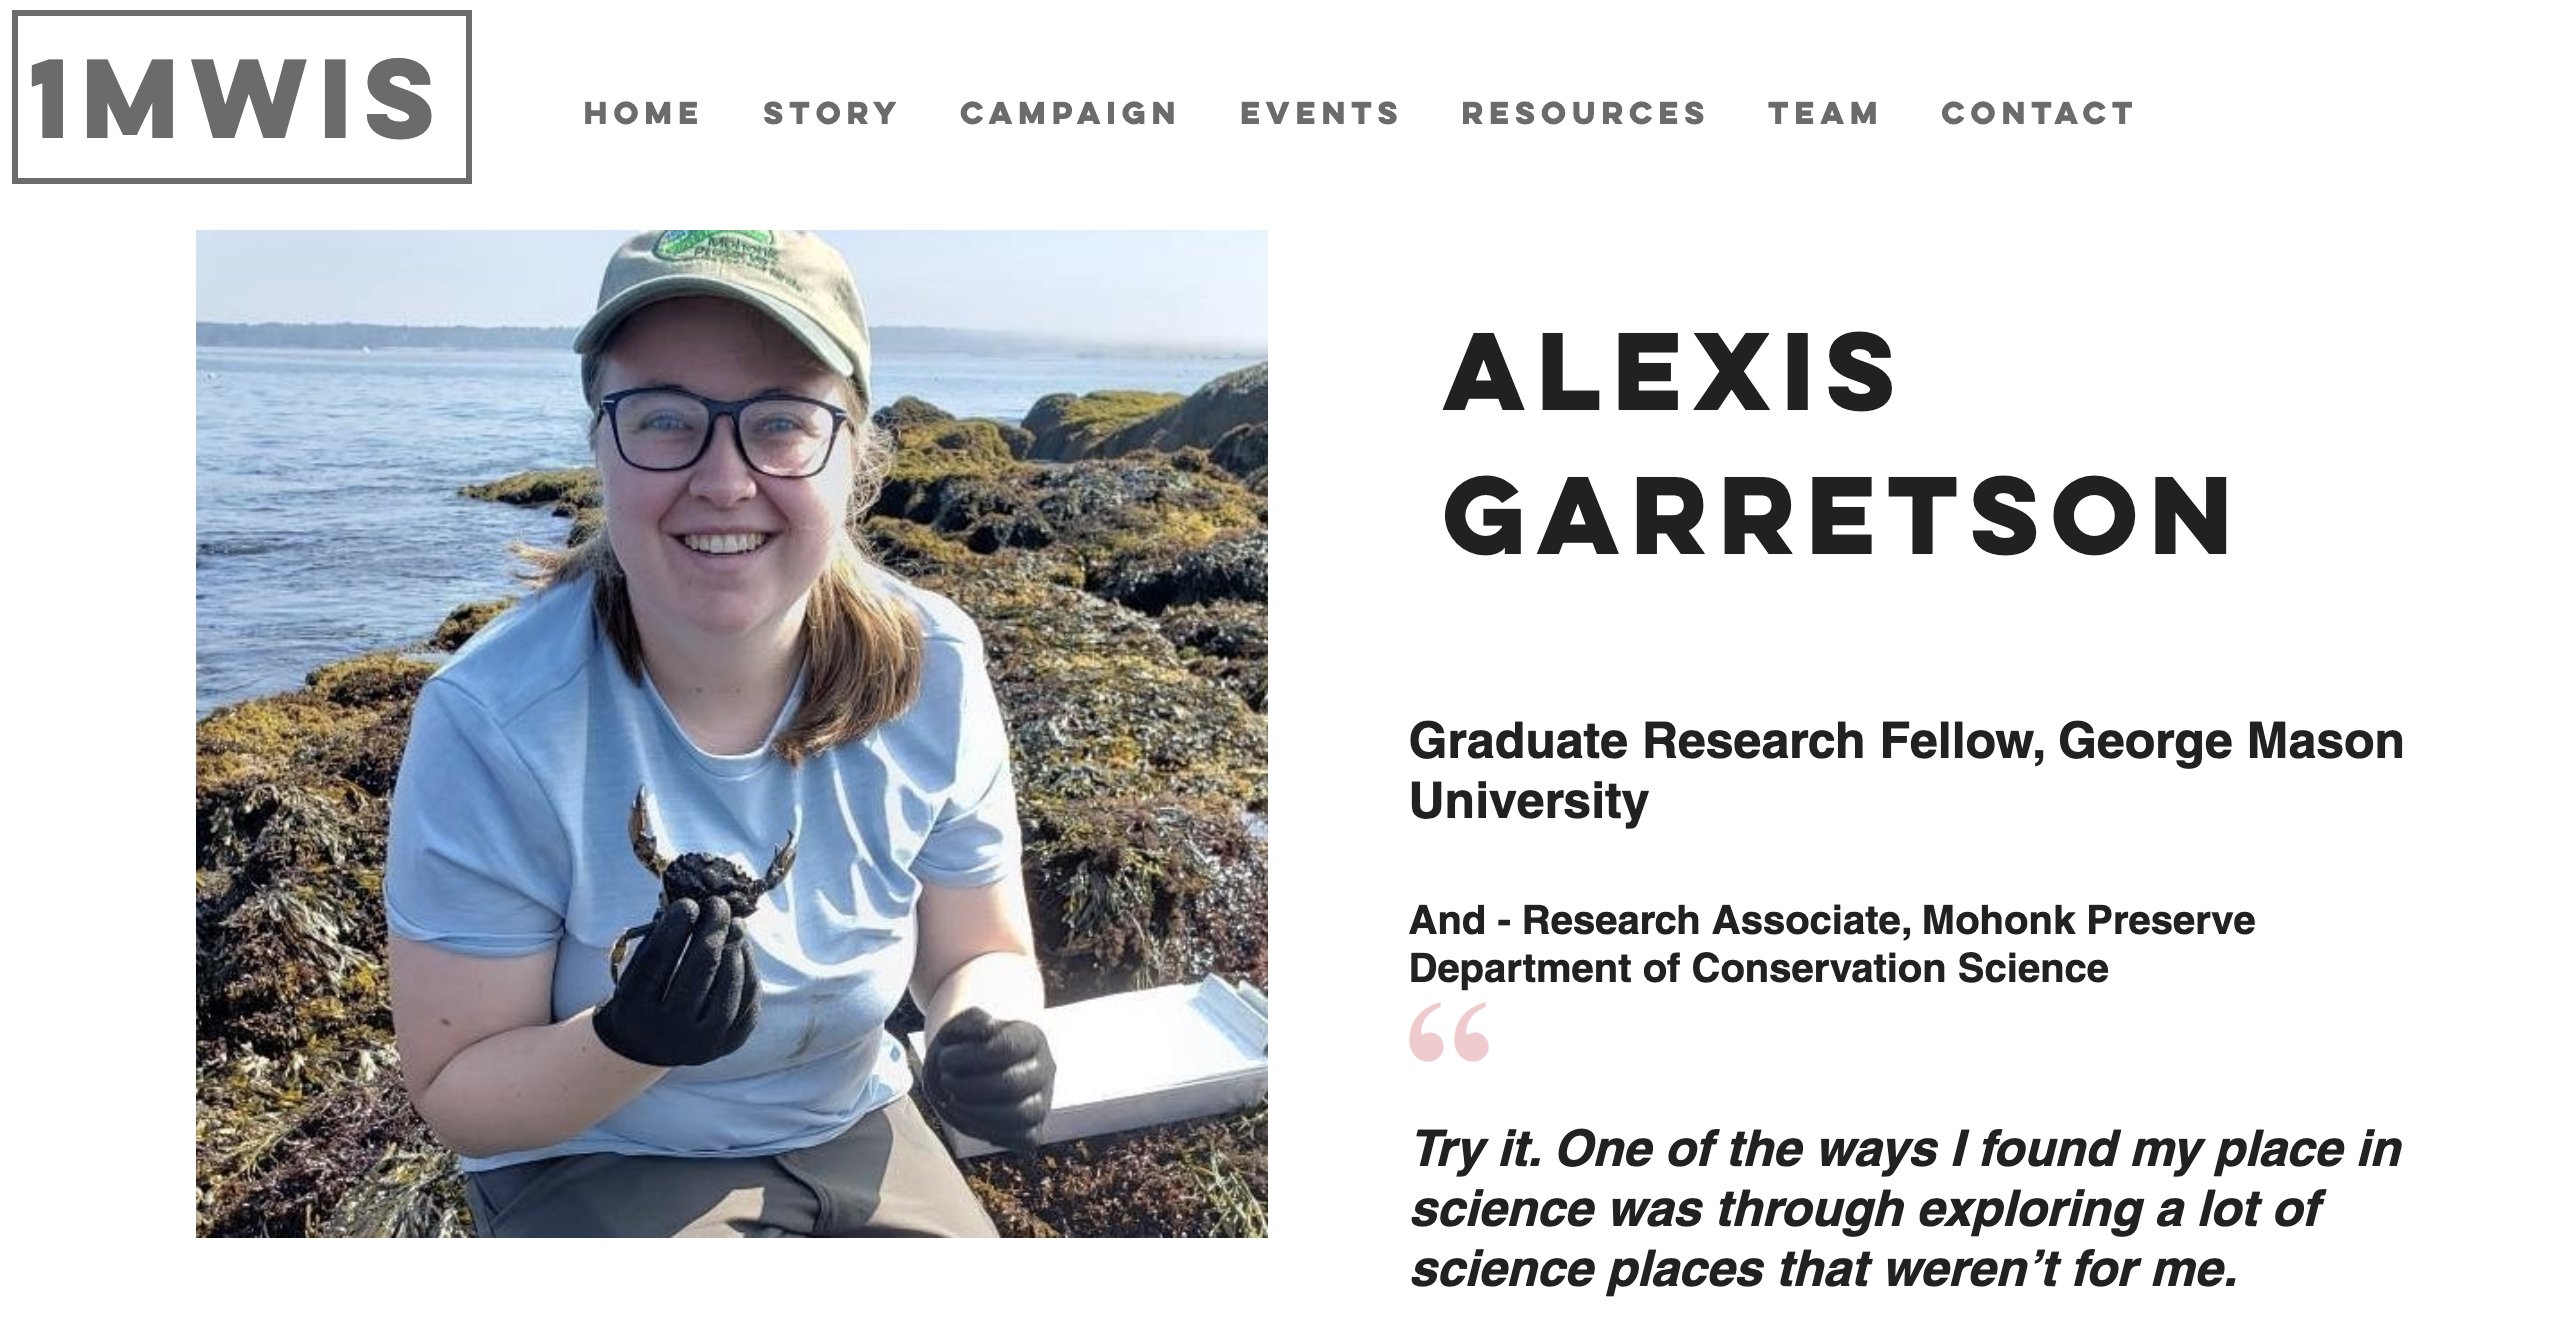 1MWIS
HOME STORY CAMPAIGN EVENTS RESOURCES TEAM CONTACT
Mohonk
Preserve
ALEXIS
GARRETSON
Graduate Research Fellow, George Mason
University
And - Research Associate, Mohonk Preserve
Department of Conservation Science
“
Try it. One of the ways I found my place in
science was through exploring a lot of
science places that weren’t for me.